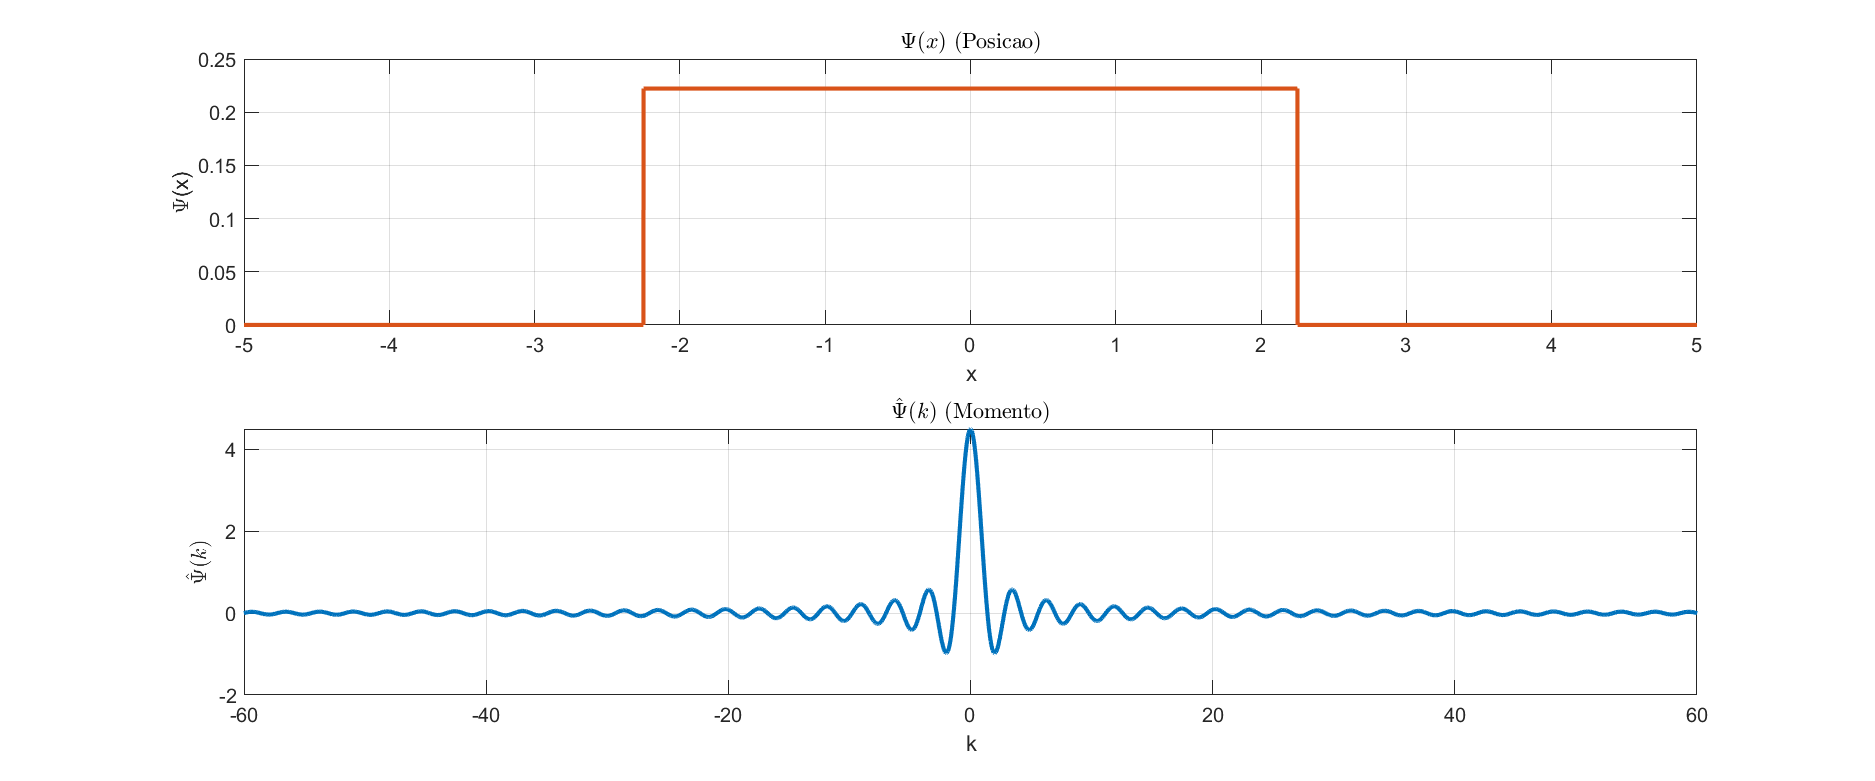 Ψ(x) (Posicao)
0.25
0.2
0.15
0.1
0.05
0
Ψ(x)
-5 -4 -3 -2 -1 0 1 2 3 4 5
x
Ψ̂(k) (Momento)
4
2
0
-2
Ψ̂(k)
-60 -40 -20 0 20 40 60
k